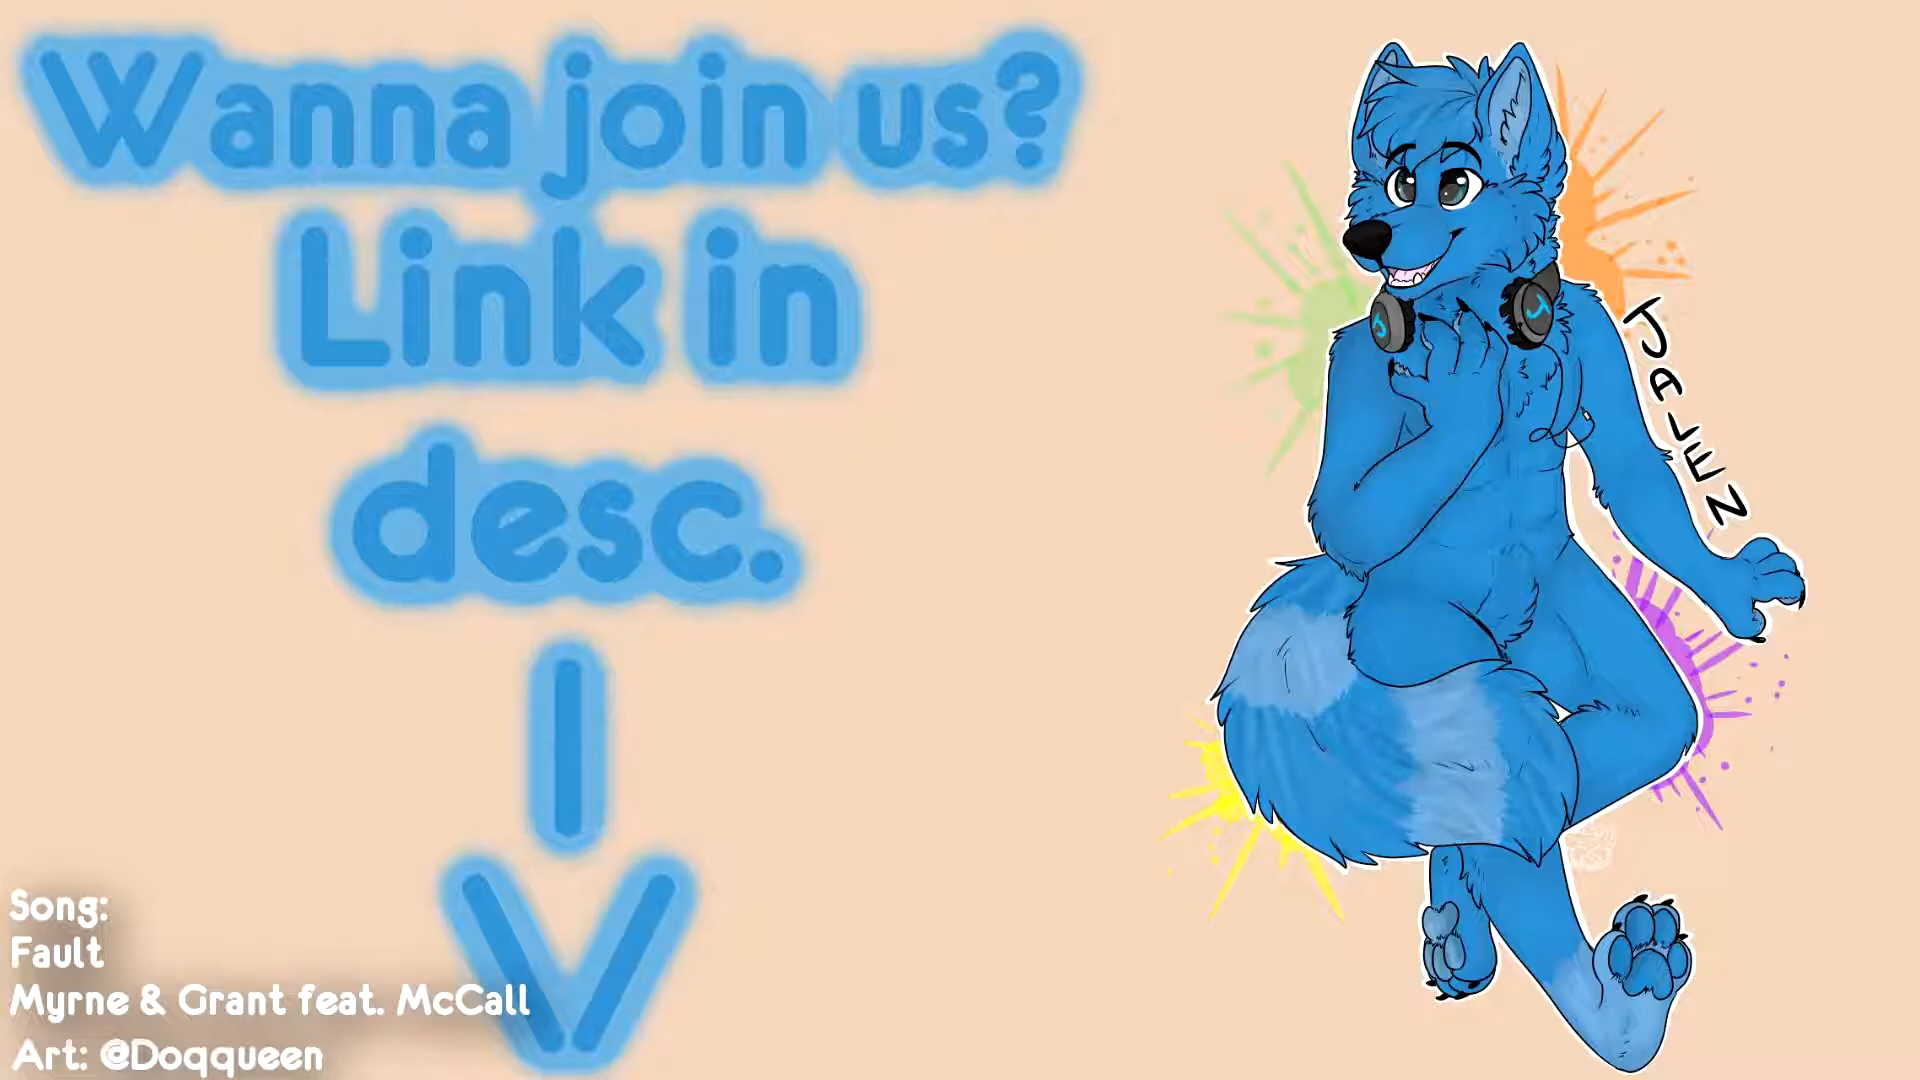 Wanna join us?
Link in
desc.
JALEN
Song:
Fault
Myrne & Grant feat. McCall
Art: @Doqqueen